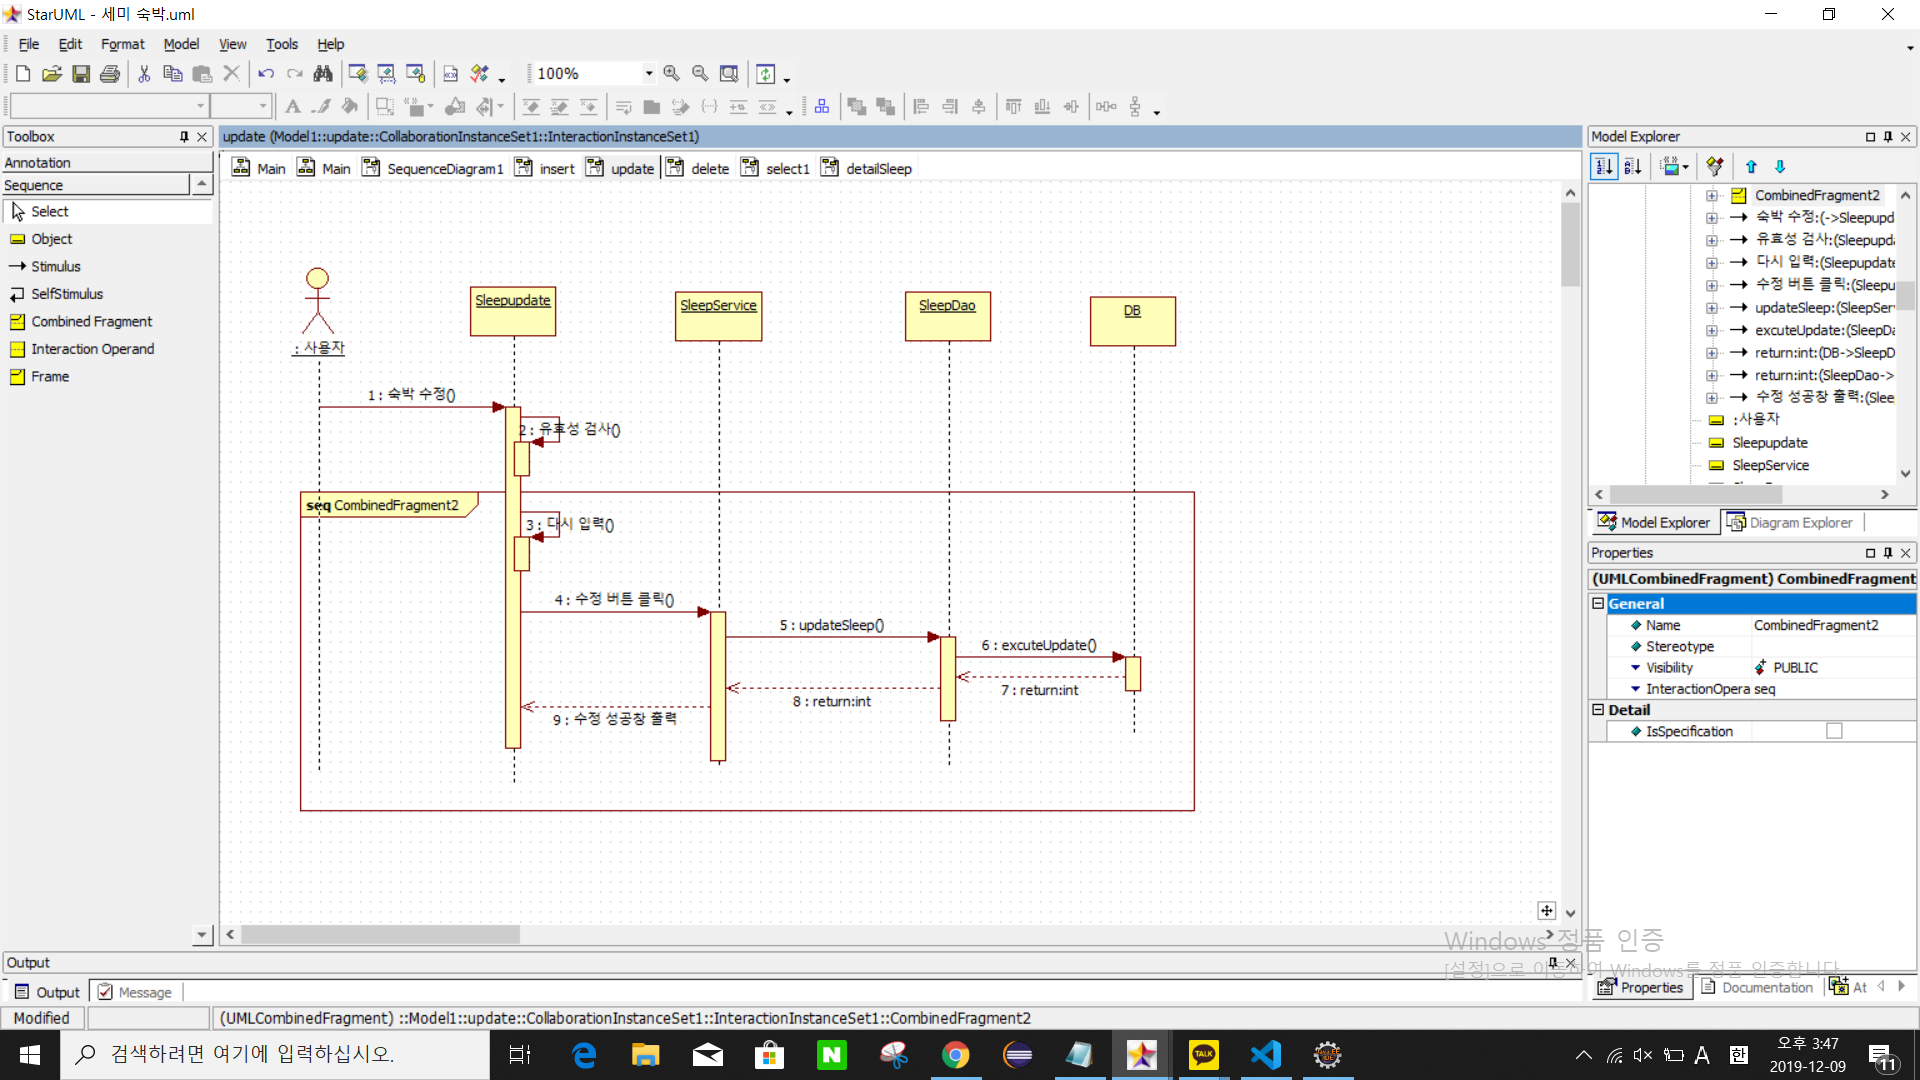 StarUML - 세미 숙박.uml
File Edit Format Model View Tools Help
100%
Toolbox
Annotation
Sequence
Select
Object
Stimulus
SelfStimulus
Combined Fragment
Interaction Operand
Frame
update (Model1::update::CollaborationInstanceSet1::InteractionInstanceSet1)
Main Main SequenceDiagram1 insert update delete select1 detailSleep
: 사용자
Sleepupdate
SleepService
SleepDao
DB
1 : 숙박 수정()
2 : 유효성 검사()
seq CombinedFragment2
3 : 다시 입력()
4 : 수정 버튼 클릭()
5 : updateSleep()
6 : excuteUpdate()
7 : return:int
8 : return:int
9 : 수정 성공창 출력
Model Explorer
CombinedFragment2
숙박 수정:(->Sleepupd
유효성 검사:(Sleepupda
다시 입력:(Sleepupdate
수정 버튼 클릭:(Sleepu
updateSleep:(SleepSer
excuteUpdate:(SleepDa
return:int:(DB->SleepD
return:int:(SleepDao->
수정 성공창 출력:(Slee
:사용자
Sleepupdate
SleepService
Model Explorer Diagram Explorer
Properties
(UMLCombinedFragment) CombinedFragment
General
Name CombinedFragment2
Stereotype
Visibility PUBLIC
InteractionOpera seq
Detail
IsSpecification
Windows 정품 인증
[설정]으로 이동하여 Windows를 정품 인증합니다.
Properties Documentation At
Output
Output Message
Modified
(UMLCombinedFragment) ::Model1::update::CollaborationInstanceSet1::InteractionInstanceSet1::CombinedFragment2
검색하려면 여기에 입력하십시오.
N
TALK
A 한
오후 3:47
2019-12-09
11